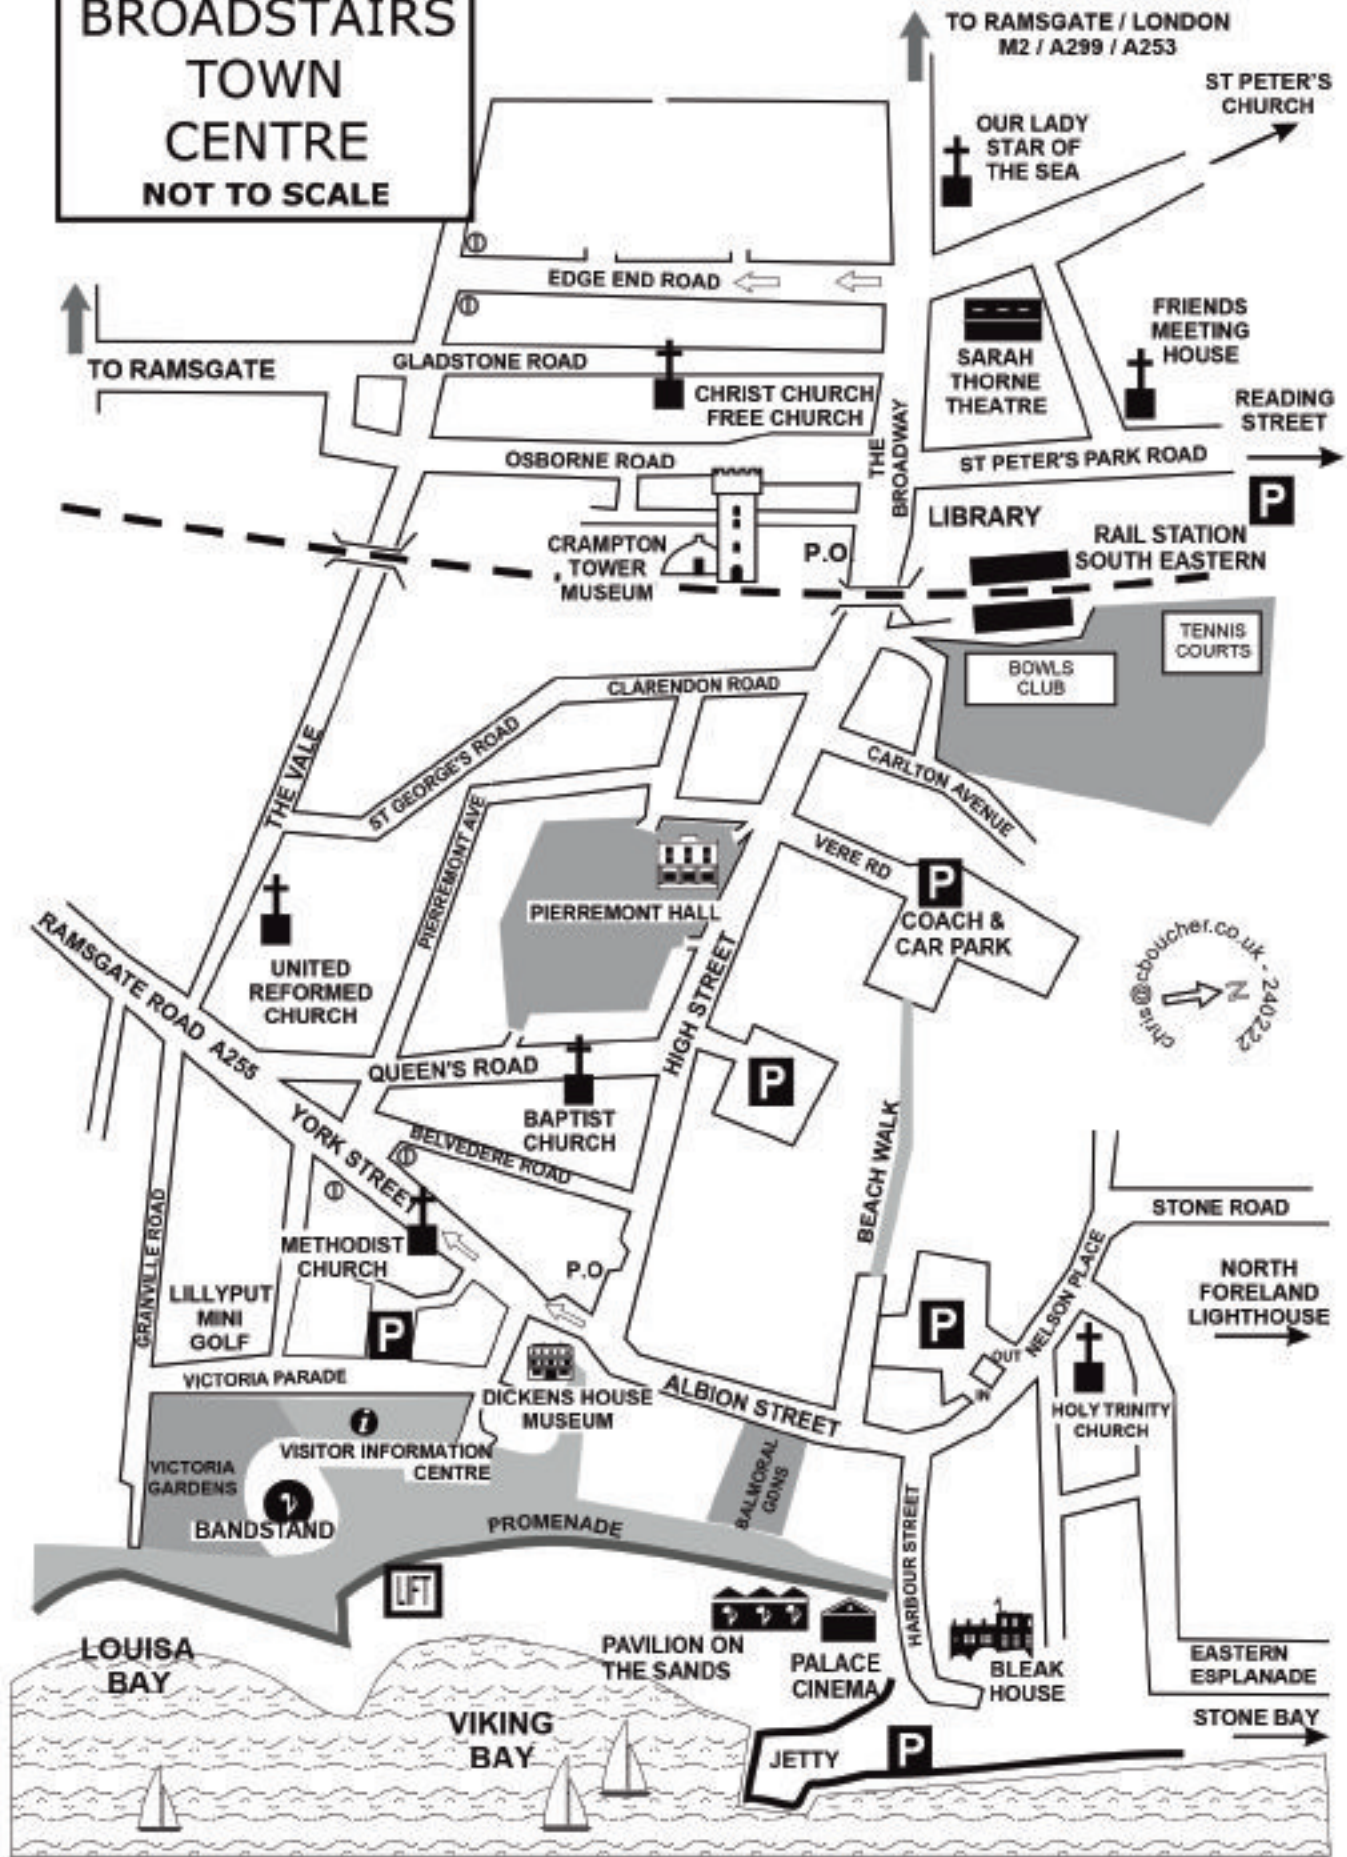 BROADSTAIRS
TOWN
CENTRE
NOT TO SCALE
TO RAMSGATE / LONDON
M2 / A299 / A253
ST PETER'S
CHURCH
OUR LADY
STAR OF
THE SEA
EDGE END ROAD
TO RAMSGATE
GLADSTONE ROAD
CHRIST CHURCH
FREE CHURCH
SARAH
THORNE
THEATRE
FRIENDS
MEETING
HOUSE
READING
STREET
THE
BROADWAY
OSBORNE ROAD
ST PETER'S PARK ROAD
P
LIBRARY
RAIL STATION
SOUTH EASTERN
CRAMPTON
TOWER
MUSEUM
P.O.
TENNIS
COURTS
BOWLS
CLUB
CLARENDON ROAD
THE VALE
ST GEORGE'S ROAD
CARLTON AVENUE
PIERREMONT AVE
VERE RD
P
COACH &
CAR PARK
PIERREMONT HALL
RAMSGATE ROAD A255
UNITED
REFORMED
CHURCH
HIGH STREET
chris@cboucher.co.uk - 240222
N
QUEEN'S ROAD
P
BAPTIST
CHURCH
YORK STREET
BELVEDERE ROAD
BEACH WALK
GRANVILLE ROAD
METHODIST
CHURCH
P.O
STONE ROAD
NELSON PLACE
NORTH
FORELAND
LIGHTHOUSE
LILLYPUT
MINI
GOLF
P
P
OUT
IN
VICTORIA PARADE
DICKENS HOUSE
MUSEUM
ALBION STREET
HOLY TRINITY
CHURCH
i
VISITOR INFORMATION
CENTRE
VICTORIA
GARDENS
BANDSTAND
PROMENADE
BALMORAL
GDNS
HARBOUR STREET
LIFT
LOUISA
BAY
PAVILION ON
THE SANDS
PALACE
CINEMA
BLEAK
HOUSE
EASTERN
ESPLANADE
STONE BAY
VIKING
BAY
JETTY
P